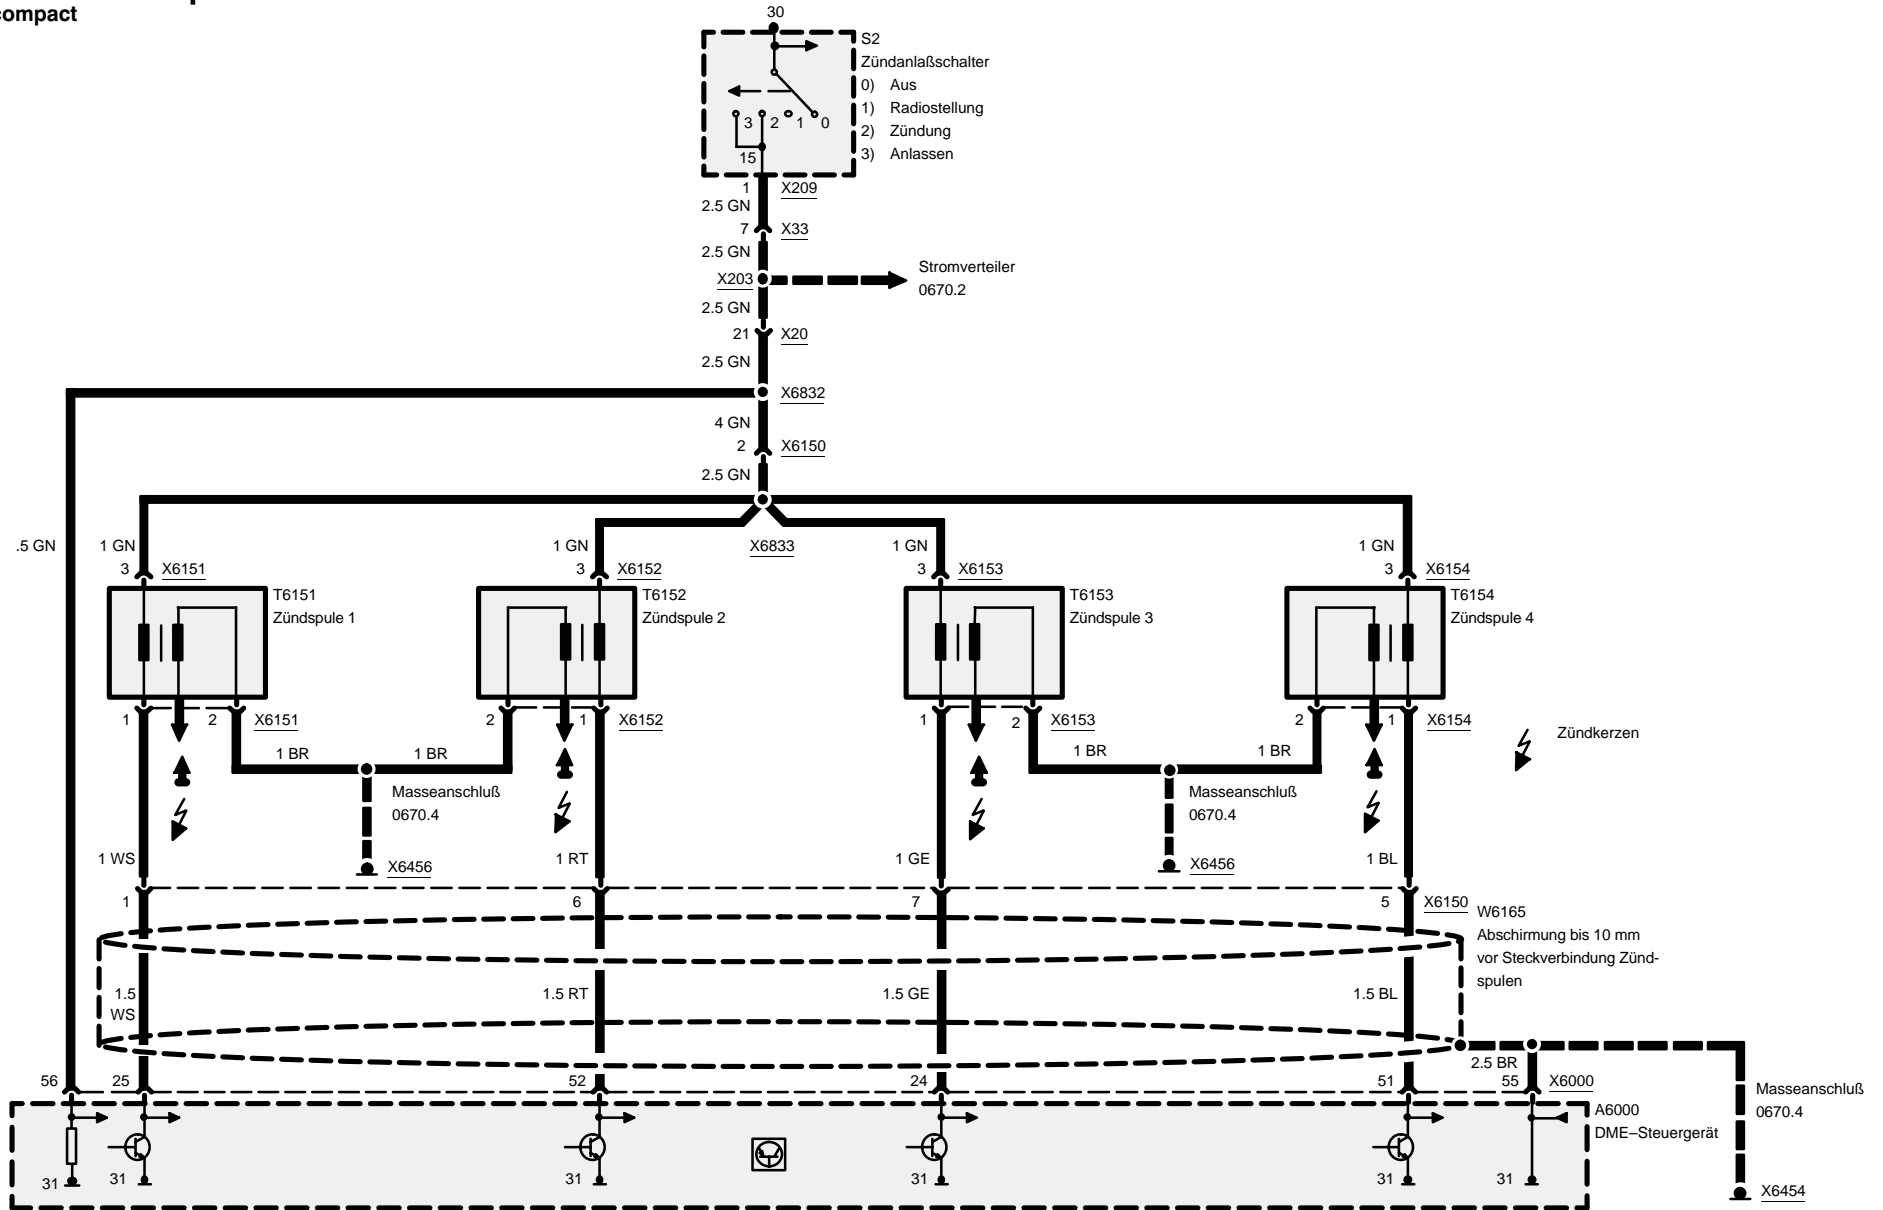 compact
30
S2
Zündanlaßschalter
0) Aus
1) Radiostellung
2) Zündung
3) Anlassen
3 2 1 0
15
1 X209
2.5 GN
7 X33
2.5 GN
X203
Stromverteiler
0670.2
2.5 GN
21 X20
2.5 GN
X6832
4 GN
2 X6150
2.5 GN
.5 GN 1 GN 1 GN X6833 1 GN 1 GN
3 X6151 3 X6152 3 X6153 3 X6154
T6151 T6152 T6153 T6154
Zündspule 1 Zündspule 2 Zündspule 3 Zündspule 4
1 2 X6151 2 1 X6152 1 2 X6153 2 1 X6154
Zündkerzen
1 BR 1 BR 1 BR 1 BR
Masseanschluß Masseanschluß
0670.4 0670.4
1 WS X6456 1 RT 1 GE X6456 1 BL
1 6 7 5 X6150
W6165
Abschirmung bis 10 mm
vor Steckverbindung Zünd-
spulen
1.5 1.5 RT 1.5 GE 1.5 BL
WS
2.5 BR
56 25 52 24 51 55 X6000
Masseanschluß
0670.4
A6000
DME–Steuergerät
31 31 31 31 31 31
X6454